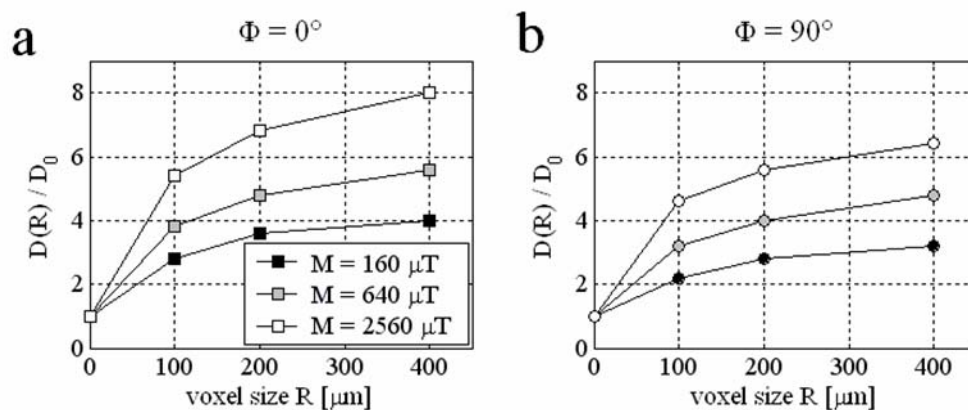 a
Φ = 0°
D(R) / D0
8
6
4
2
0
0 100 200 300 400
voxel size R [μm]
M = 160 μT
M = 640 μT
M = 2560 μT
b
Φ = 90°
D(R) / D0
8
6
4
2
0
0 100 200 300 400
voxel size R [μm]